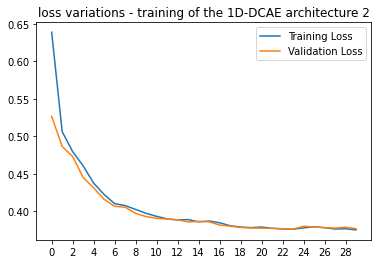 loss variations - training of the 1D-DCAE architecture 2
Training Loss
Validation Loss
0.65
0.60
0.55
0.50
0.45
0.40
0 2 4 6 8 10 12 14 16 18 20 22 24 26 28